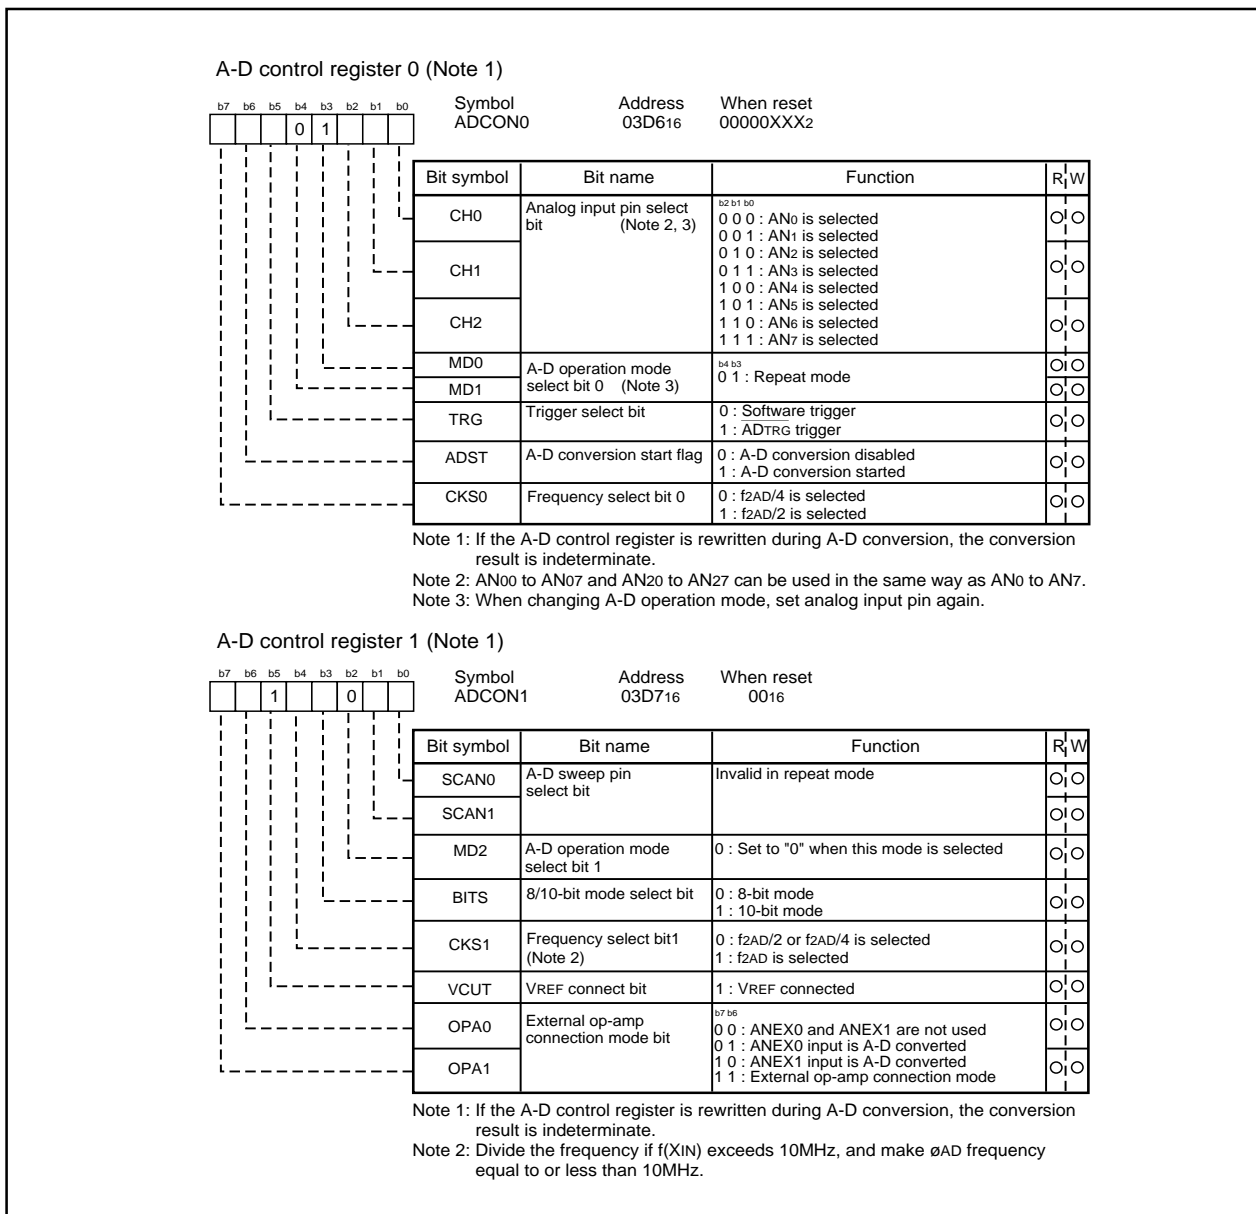 A-D control register 0 (Note 1)
b7 b6 b5 b4 b3 b2 b1 b0
0 1
Symbol Address When reset
ADCON0 03D616 00000XXX2
Bit symbol Bit name Function R W
CH0 Analog input pin select bit (Note 2, 3)
b2 b1 b0
0 0 0 : AN0 is selected
0 0 1 : AN1 is selected
0 1 0 : AN2 is selected
CH1
0 1 1 : AN3 is selected
1 0 0 : AN4 is selected
1 0 1 : AN5 is selected
CH2
1 1 0 : AN6 is selected
1 1 1 : AN7 is selected
MD0
MD1
A-D operation mode
select bit 0 (Note 3)
b4 b3
0 1 : Repeat mode
TRG Trigger select bit
0 : Software trigger
1 : ADTRG trigger
ADST A-D conversion start flag
0 : A-D conversion disabled
1 : A-D conversion started
CKS0 Frequency select bit 0
0 : f2AD/4 is selected
1 : f2AD/2 is selected
Note 1: If the A-D control register is rewritten during A-D conversion, the conversion
result is indeterminate.
Note 2: AN00 to AN07 and AN20 to AN27 can be used in the same way as AN0 to AN7.
Note 3: When changing A-D operation mode, set analog input pin again.
A-D control register 1 (Note 1)
b7 b6 b5 b4 b3 b2 b1 b0
1 0
Symbol Address When reset
ADCON1 03D716 0016
Bit symbol Bit name Function R W
SCAN0
SCAN1
A-D sweep pin
select bit
Invalid in repeat mode
MD2
A-D operation mode
select bit 1
0 : Set to "0" when this mode is selected
BITS 8/10-bit mode select bit
0 : 8-bit mode
1 : 10-bit mode
CKS1
Frequency select bit1
(Note 2)
0 : f2AD/2 or f2AD/4 is selected
1 : f2AD is selected
VCUT VREF connect bit 1 : VREF connected
OPA0
OPA1
External op-amp
connection mode bit
b7 b6
0 0 : ANEX0 and ANEX1 are not used
0 1 : ANEX0 input is A-D converted
1 0 : ANEX1 input is A-D converted
1 1 : External op-amp connection mode
Note 1: If the A-D control register is rewritten during A-D conversion, the conversion
result is indeterminate.
Note 2: Divide the frequency if f(XIN) exceeds 10MHz, and make øAD frequency
equal to or less than 10MHz.